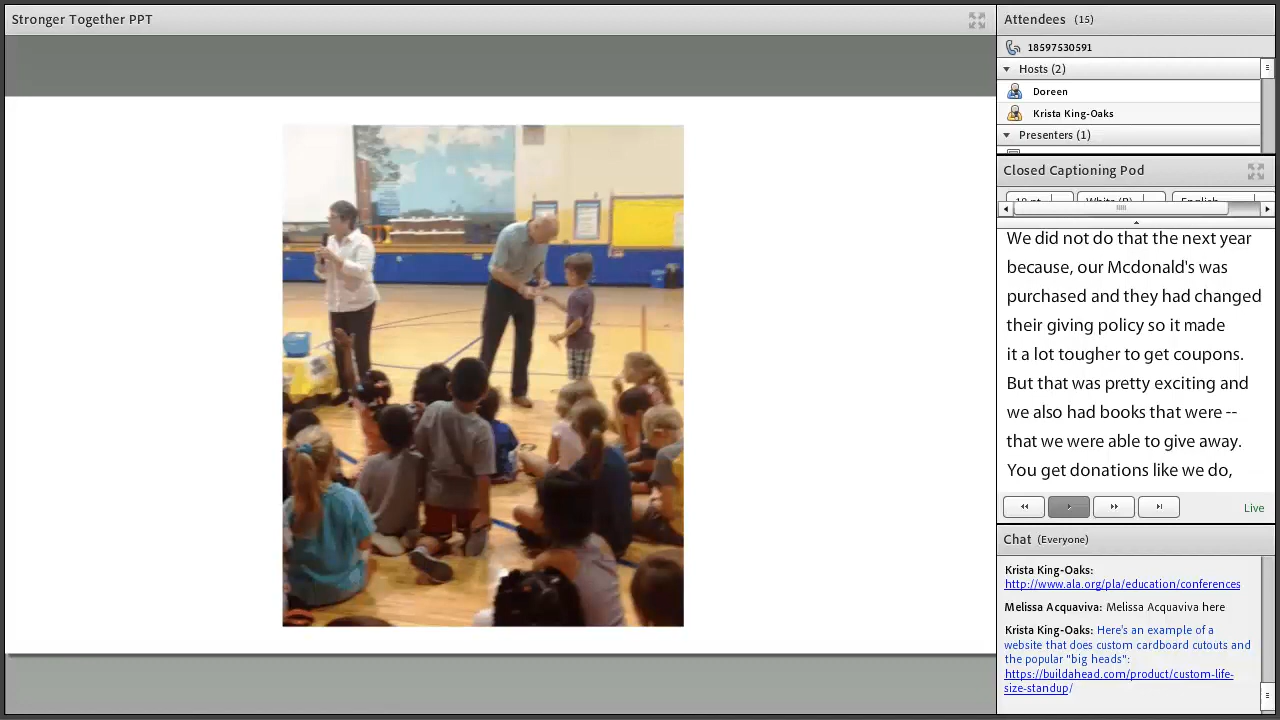 Stronger Together PPT
Attendees (15)
18597530591
Hosts (2)
Doreen
Krista King-Oaks
Presenters (1)
Closed Captioning Pod
English
We did not do that the next year
because, our Mcdonald's was
purchased and they had changed
their giving policy so it made
it a lot tougher to get coupons.
But that was pretty exciting and
we also had books that were --
that we were able to give away.
You get donations like we do,
Live
Chat (Everyone)
Krista King-Oaks:
http://www.ala.org/pla/education/conferences
Melissa Acquaviva: Melissa Acquaviva here
Krista King-Oaks: Here's an example of a
website that does custom cardboard cutouts and
the popular "big heads":
https://buildahead.com/product/custom-life-
size-standup/